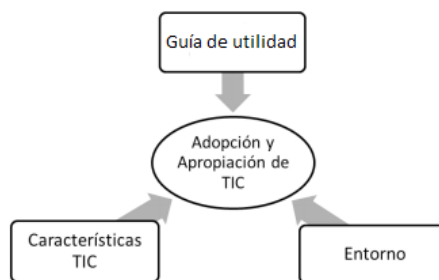 Guía de utilidad
Adopción y
Apropiación de
TIC
Características
TIC
Entorno